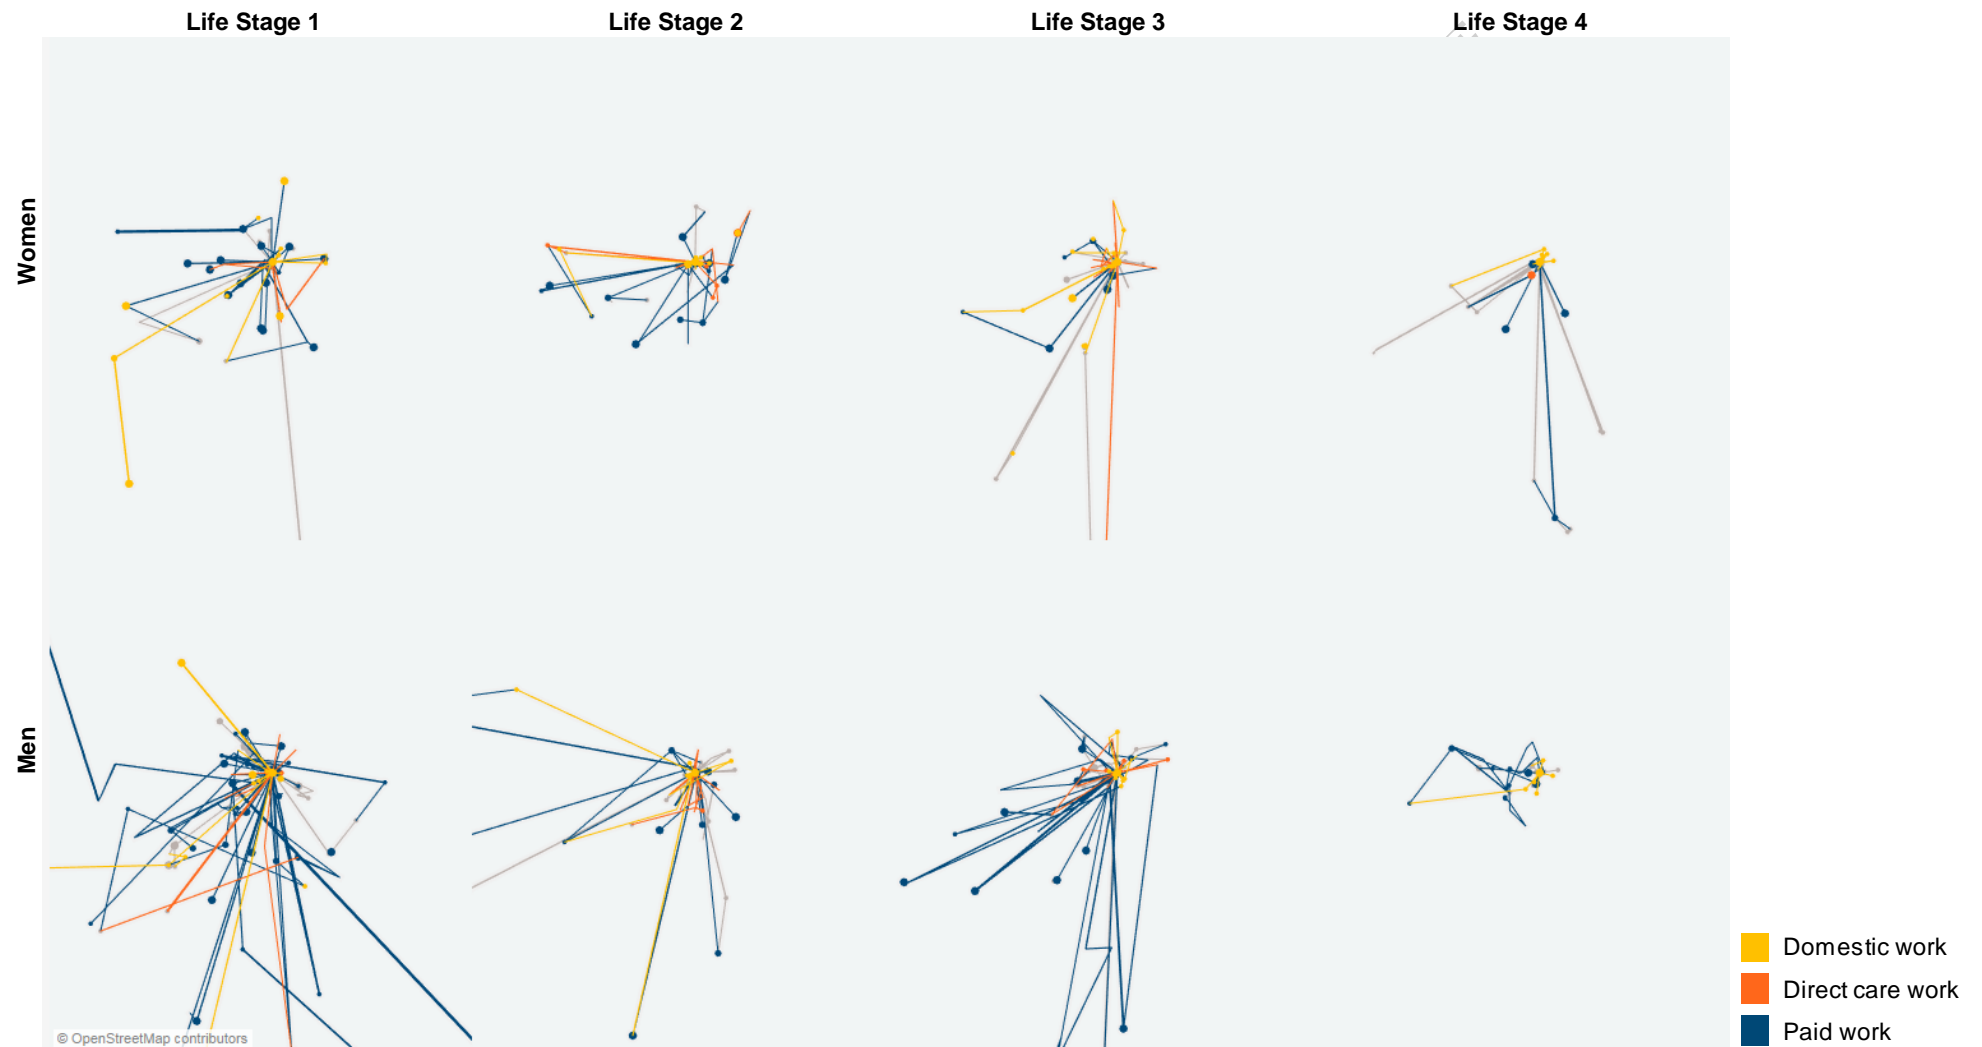 Life Stage 1
Life Stage 2
Life Stage 3
Life Stage 4
Women
Men
Domestic work
Direct care work
Paid work
© OpenStreetMap contributors